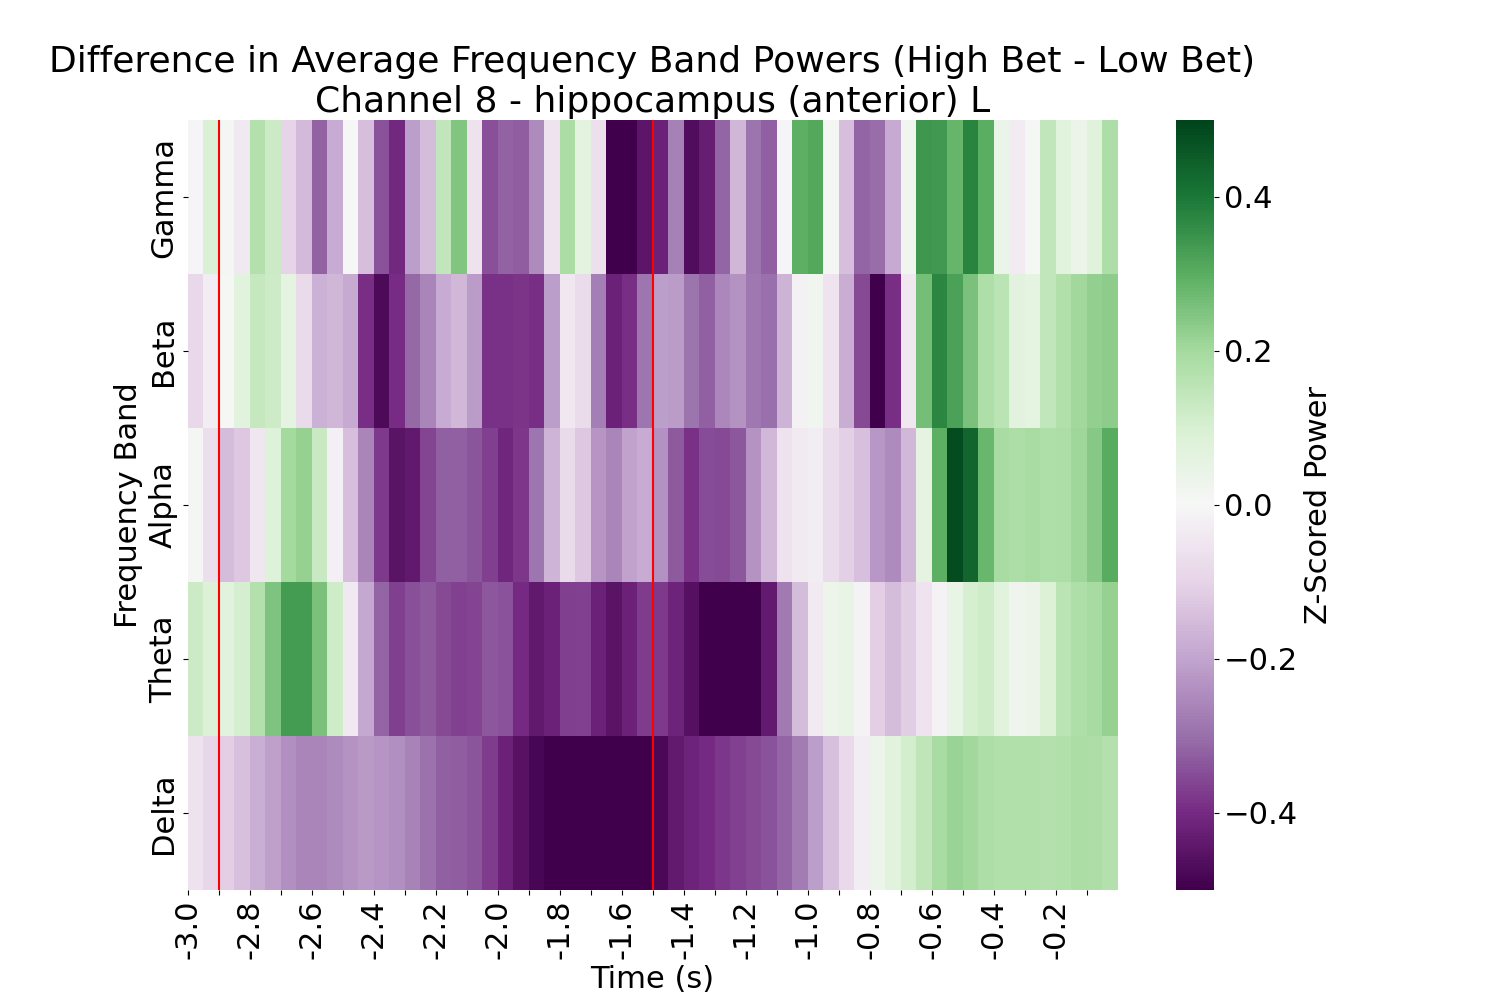 Difference in Average Frequency Band Powers (High Bet - Low Bet)
Channel 8 - hippocampus (anterior) L
Frequency Band
Gamma
Beta
Alpha
Theta
Delta
-3.0
-2.8
-2.6
-2.4
-2.2
-2.0
-1.8
-1.6
-1.4
-1.2
-1.0
-0.8
-0.6
-0.4
-0.2
Time (s)
0.4
0.2
0.0
−0.2
−0.4
Z-Scored Power